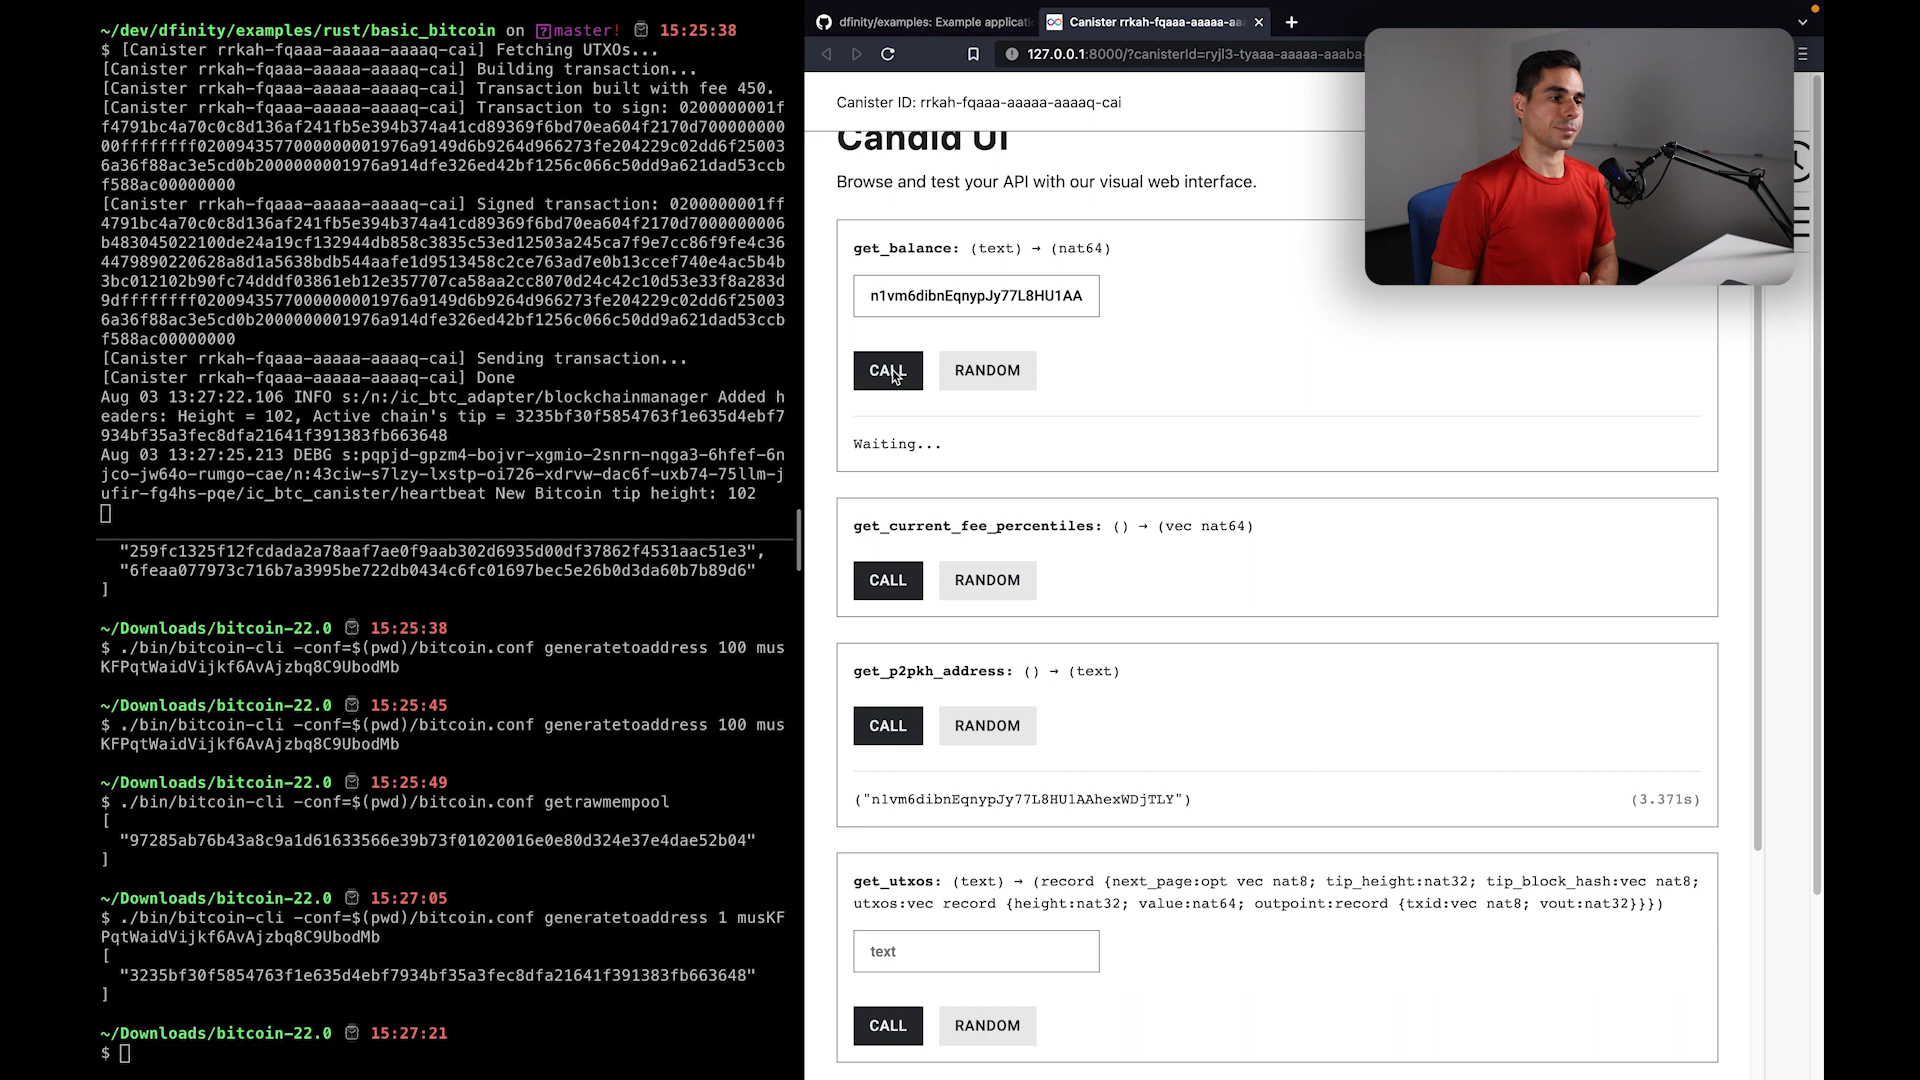 ~/dev/dfinity/examples/rust/basic_bitcoin on master! 15:25:38
$ [Canister rrkah-fqaaa-aaaaa-aaaaq-cai] Fetching UTXOs...
[Canister rrkah-fqaaa-aaaaa-aaaaq-cai] Building transaction...
[Canister rrkah-fqaaa-aaaaa-aaaaq-cai] Transaction built with fee 450.
[Canister rrkah-fqaaa-aaaaa-aaaaq-cai] Transaction to sign: 0200000001f
f4791bc4a70c0c8d136af241fb5e394b374a41cd89369f6bd70ea604f2170d700000000
00ffffffff0200943577000000001976a9149d6b9264d966273fe204229c02dd6f25003
6a36f88ac3e5cd0b2000000001976a914dfe326ed42bf1256c066c50dd9a621dad53ccb
f588ac00000000
[Canister rrkah-fqaaa-aaaaa-aaaaq-cai] Signed transaction: 0200000001ff
4791bc4a70c0c8d136af241fb5e394b374a41cd89369f6bd70ea604f2170d7000000006
b483045022100de24a19cf132944db858c3835c53ed12503a245ca7f9e7cc86f9fe4c36
4479890220628a8d1a5638bdb544aafe1d9513458c2ce763ad7e0b13ccef740e4ac5b4b
3bc012102b90fc74dddf03861eb12e357707ca58aa2cc8070d24c42c10d53e33f8a283d
9dffffffff0200943577000000001976a9149d6b9264d966273fe204229c02dd6f25003
6a36f88ac3e5cd0b2000000001976a914dfe326ed42bf1256c066c50dd9a621dad53ccb
f588ac00000000
[Canister rrkah-fqaaa-aaaaa-aaaaq-cai] Sending transaction...
[Canister rrkah-fqaaa-aaaaa-aaaaq-cai] Done
Aug 03 13:27:22.106 INFO s:/n:/ic_btc_adapter/blockchainmanager Added h
eaders: Height = 102, Active chain's tip = 3235bf30f5854763f1e635d4ebf7
934bf35a3fec8dfa21641f391383fb663648
Aug 03 13:27:25.213 DEBG s:pqpjd-gpzm4-bojvr-xgmio-2snrn-nqga3-6hfef-6n
jco-jw64o-rumgo-cae/n:43ciw-s7lzy-lxstp-oi726-xdrvw-dac6f-uxb74-75llm-j
ufir-fg4hs-pqe/ic_btc_canister/heartbeat New Bitcoin tip height: 102
"259fc1325f12fcdada2a78aaf7ae0f9aab302d6935d00df37862f4531aac51e3",
"6feaa077973c716b7a3995be722db0434c6fc01697bec5e26b0d3da60b7b89d6"
]
~/Downloads/bitcoin-22.0 15:25:38
$ ./bin/bitcoin-cli -conf=$(pwd)/bitcoin.conf generatetoaddress 100 mus
KFPqtWaidVijkf6AvAjzbq8C9UbodMb
~/Downloads/bitcoin-22.0 15:25:45
$ ./bin/bitcoin-cli -conf=$(pwd)/bitcoin.conf generatetoaddress 100 mus
KFPqtWaidVijkf6AvAjzbq8C9UbodMb
~/Downloads/bitcoin-22.0 15:25:49
$ ./bin/bitcoin-cli -conf=$(pwd)/bitcoin.conf getrawmempool
[
"97285ab76b43a8c9a1d61633566e39b73f01020016e0e80d324e37e4dae52b04"
]
~/Downloads/bitcoin-22.0 15:27:05
$ ./bin/bitcoin-cli -conf=$(pwd)/bitcoin.conf generatetoaddress 1 musKF
PqtWaidVijkf6AvAjzbq8C9UbodMb
[
"3235bf30f5854763f1e635d4ebf7934bf35a3fec8dfa21641f391383fb663648"
]
~/Downloads/bitcoin-22.0 15:27:21
$
dfinity/examples: Example applicati
Canister rrkah-fqaaa-aaaaa-aa
127.0.0.1:8000/?canisterId=ryjl3-tyaaa-aaaaa-aaaba-
Canister ID: rrkah-fqaaa-aaaaa-aaaaq-cai
Candid UI
Browse and test your API with our visual web interface.
get_balance: (text) → (nat64)
n1vm6dibnEqnypJy77L8HU1AA
CALL RANDOM
Waiting...
get_current_fee_percentiles: () → (vec nat64)
CALL RANDOM
get_p2pkh_address: () → (text)
CALL RANDOM
("n1vm6dibnEqnypJy77L8HU1AAhexWDjTLY") (3.371s)
get_utxos: (text) → (record {next_page:opt vec nat8; tip_height:nat32; tip_block_hash:vec nat8;
utxos:vec record {height:nat32; value:nat64; outpoint:record {txid:vec nat8; vout:nat32}}})
text
CALL RANDOM